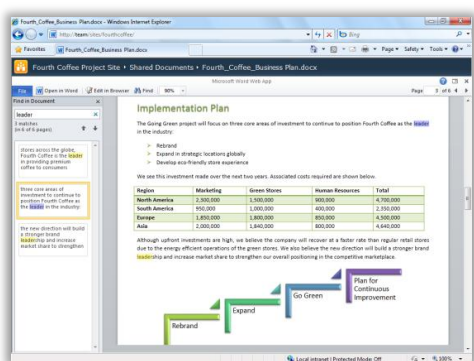 Fourth_Coffee_Business Plan.docx - Windows Internet Explorer
http://team/sites/fourthcoffee/
Bing
Favorites
Fourth_Coffee_Business Plan.docx
Page
Safety
Tools
Fourth Coffee Project Site • Shared Documents • Fourth_Coffee_Business Plan.docx
Microsoft Word Web App
File
Open in Word
Edit in Browser
Find
90%
Page
5 of 6
Find in Document
leader
3 matches
(in 6 of 6 pages)
stores across the globe,
Fourth Coffee is the leader
in providing premium
coffee to consumers
three core areas of
investment to continue to
position Fourth Coffee as
the leader in the industry:
the new direction will build
a stronger brand
leadership and increase
market share to strengthen
Implementation Plan
The Going Green project will focus on three core areas of investment to continue to position Fourth Coffee as the leader
in the industry:
Rebrand
Expand in strategic locations globally
Develop eco-friendly store experience
We see this investment made over the next two years. Associated costs required are shown below.
Region Marketing Green Stores Human Resources Total
North America 2,300,000 1,500,000 900,000 4,700,000
South America 950,000 1,000,000 400,000 2,350,000
Europe 1,850,000 1,800,000 850,000 4,500,000
Asia 2,000,000 1,840,000 800,000 4,640,000
Although upfront investments are high, we believe the company will recover at a faster rate than regular retail stores
due to the energy efficient operations of the green stores. We also believe the new direction will build a stronger brand
leadership and increase market share to strengthen our overall positioning in the competitive marketplace.
Rebrand
Expand
Go Green
Plan for
Continuous
Improvement
Local intranet | Protected Mode: Off
100%